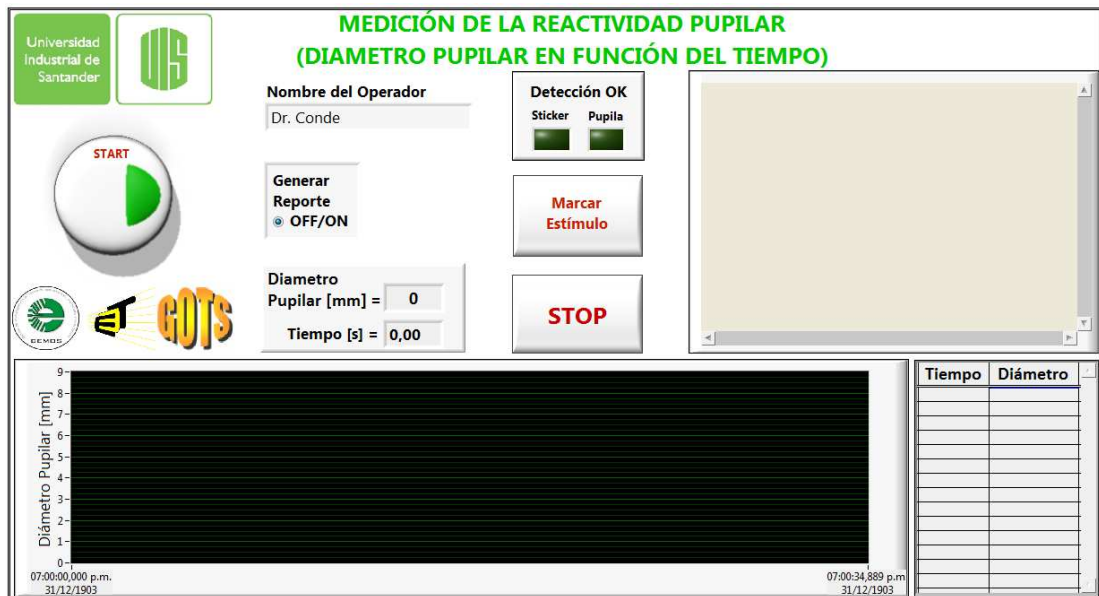 MEDICIÓN DE LA REACTIVIDAD PUPILAR
(DIAMETRO PUPILAR EN FUNCIÓN DEL TIEMPO)
Universidad
Industrial de
Santander
UIS
START
Nombre del Operador
Dr. Conde
Generar
Reporte
OFF/ON
Diametro
Pupilar [mm] = 0
Tiempo [s] = 0,00
Detección OK
Sticker Pupila
Marcar
Estímulo
STOP
CEMOS
GOTS
Diámetro Pupilar [mm]
9
8
7
6
5
4
3
2
1
0
07:00:00,000 p.m.
31/12/1903
07:00:34,889 p.m
31/12/1903
Tiempo Diámetro